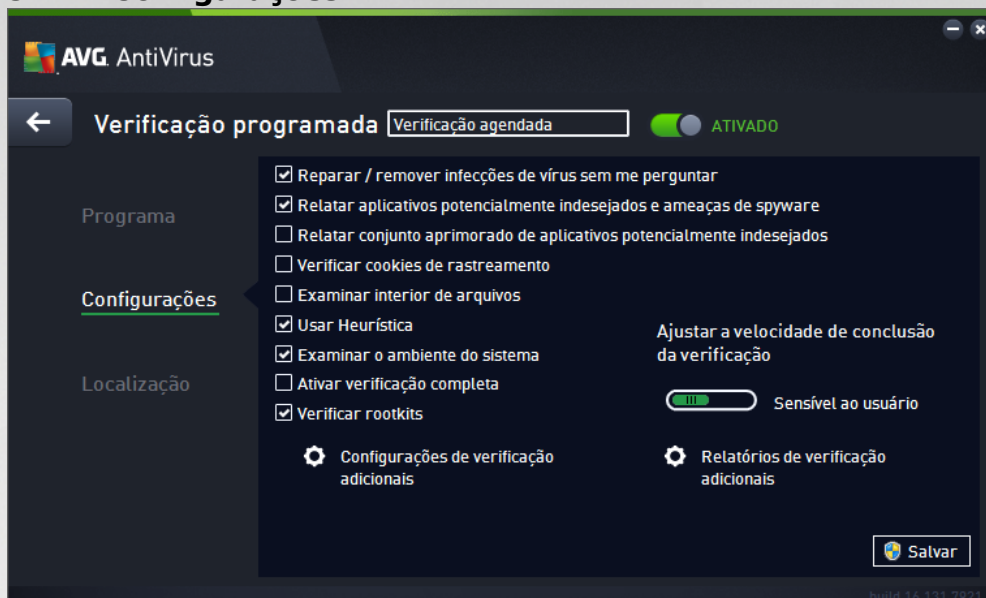 AVG. AntiVirus
Verificação programada Verificação agendada ATIVADO
Programa
Configurações
Localização
Reparar / remover infecções de vírus sem me perguntar
Relatar aplicativos potencialmente indesejados e ameaças de spyware
Relatar conjunto aprimorado de aplicativos potencialmente indesejados
Verificar cookies de rastreamento
Examinar interior de arquivos
Usar Heurística
Examinar o ambiente do sistema
Ativar verificação completa
Verificar rootkits
Ajustar a velocidade de conclusão
da verificação
Sensível ao usuário
Configurações de verificação
adicionais
Relatórios de verificação
adicionais
Salvar